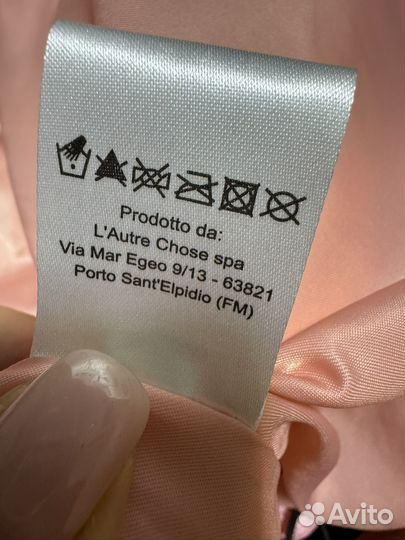 Prodotto da:
L'Autre Chose spa
Via Mar Egeo 9/13 - 63821
Porto Sant'Elpidio (FM)
Avito